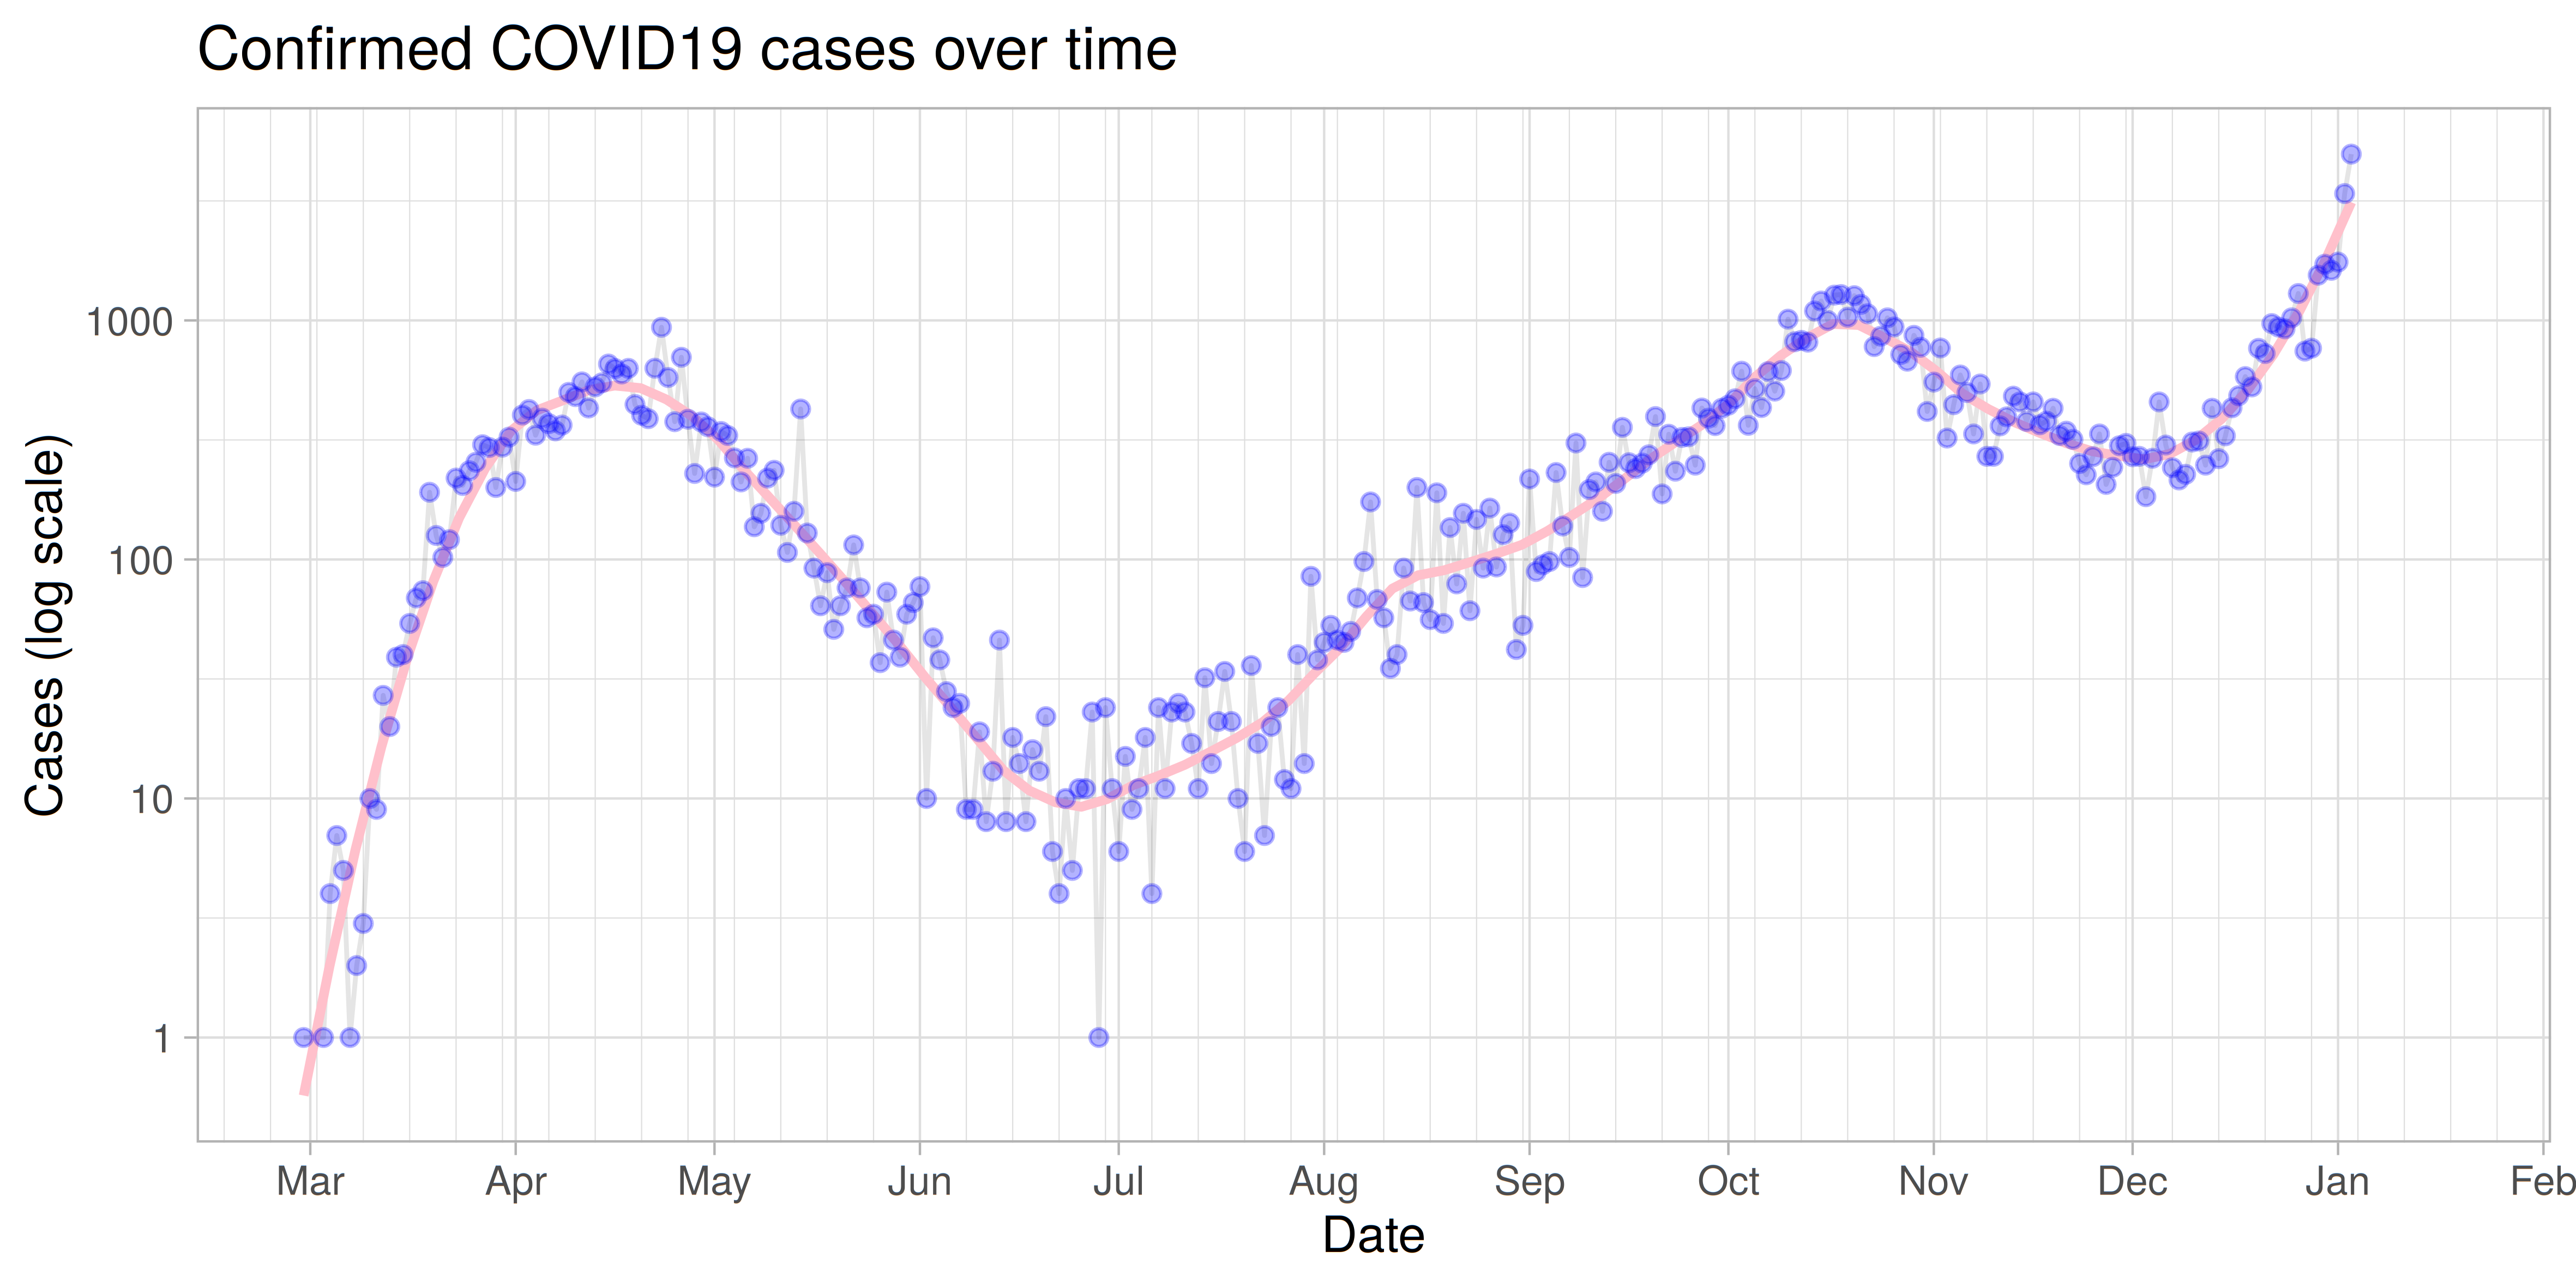 Confirmed COVID19 cases over time
Cases (log scale)
1000
100
10
1
Mar Apr May Jun Jul Aug Sep Oct Nov Dec Jan Feb
Date